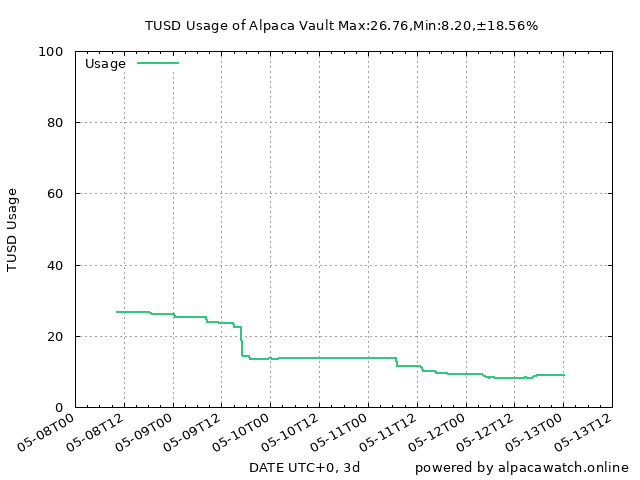 TUSD Usage of Alpaca Vault Max:26.76,Min:8.20,±18.56%
Usage
100
80
60
40
20
0
TUSD Usage
05-08T00
05-08T12
05-09T00
05-09T12
05-10T00
05-10T12
05-11T00
05-11T12
05-12T00
05-12T12
05-13T00
05-13T12
DATE UTC+0, 3d
powered by alpacawatch.online